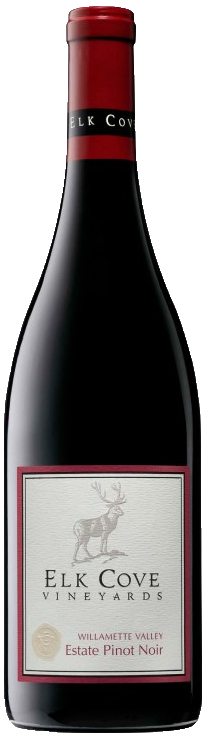 ELK COVE
ELK COVE
VINEYARDS
WILLAMETTE VALLEY
Estate Pinot Noir